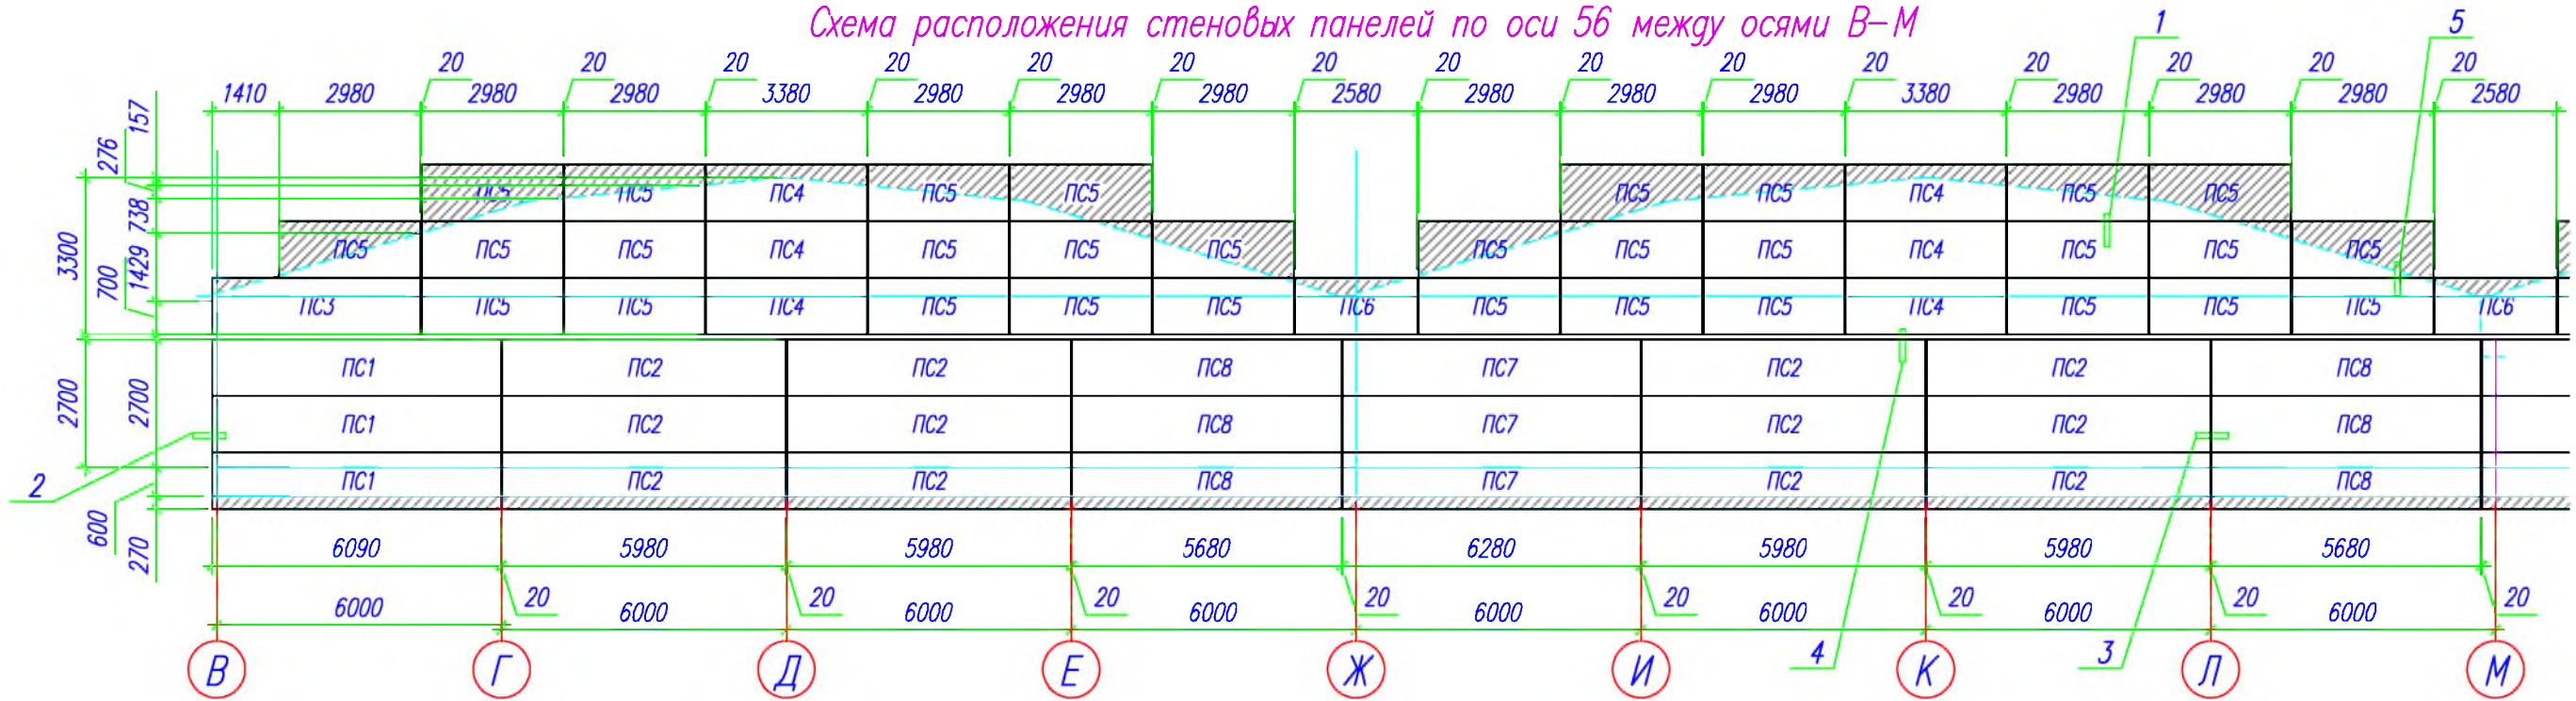 Схема расположения стеновых панелей по оси 56 между осями В-М
1 5
20 20 20 20 20 20 20 20 20 20 20 20 20 20 20
1410 2980 2980 2980 3380 2980 2980 2980 2580 2980 2980 2980 3380 2980 2980 2980 2580
157
276
738
3300
700
1429
ПС5 ПС5 ПС4 ПС5 ПС5 ПС5 ПС5 ПС4 ПС5 ПС5
ПС5 ПС5 ПС5 ПС4 ПС5 ПС5 ПС5 ПС5 ПС5 ПС5 ПС4 ПС5 ПС5 ПС5
ПС3 ПС5 ПС5 ПС4 ПС5 ПС5 ПС5 ПС6 ПС5 ПС5 ПС5 ПС4 ПС5 ПС5 ПС5 ПС6
ПС1 ПС2 ПС2 ПС8 ПС7 ПС2 ПС2 ПС8
2700 2700
ПС1 ПС2 ПС2 ПС8 ПС7 ПС2 ПС2 ПС8
ПС1 ПС2 ПС2 ПС8 ПС7 ПС2 ПС2 ПС8
2
600
270
6090 5980 5980 5680 6280 5980 5980 5680
20 20 20 20 20 20 20 20
6000 6000 6000 6000 6000 6000 6000 6000
4 3
В Г Д Е Ж И К Л М